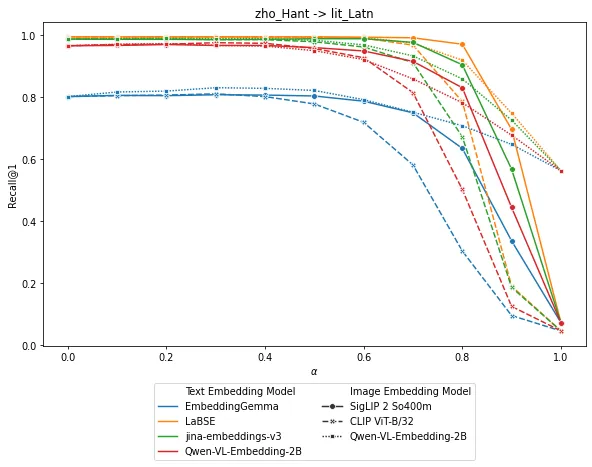 zho_Hant -> lit_Latn
1.0
0.8
0.6
0.4
0.2
0.0
Recall@1
0.0 0.2 0.4 0.6 0.8 1.0
α
Text Embedding Model
EmbeddingGemma
LaBSE
jina-embeddings-v3
Qwen-VL-Embedding-2B
Image Embedding Model
SigLIP 2 So400m
CLIP ViT-B/32
Qwen-VL-Embedding-2B